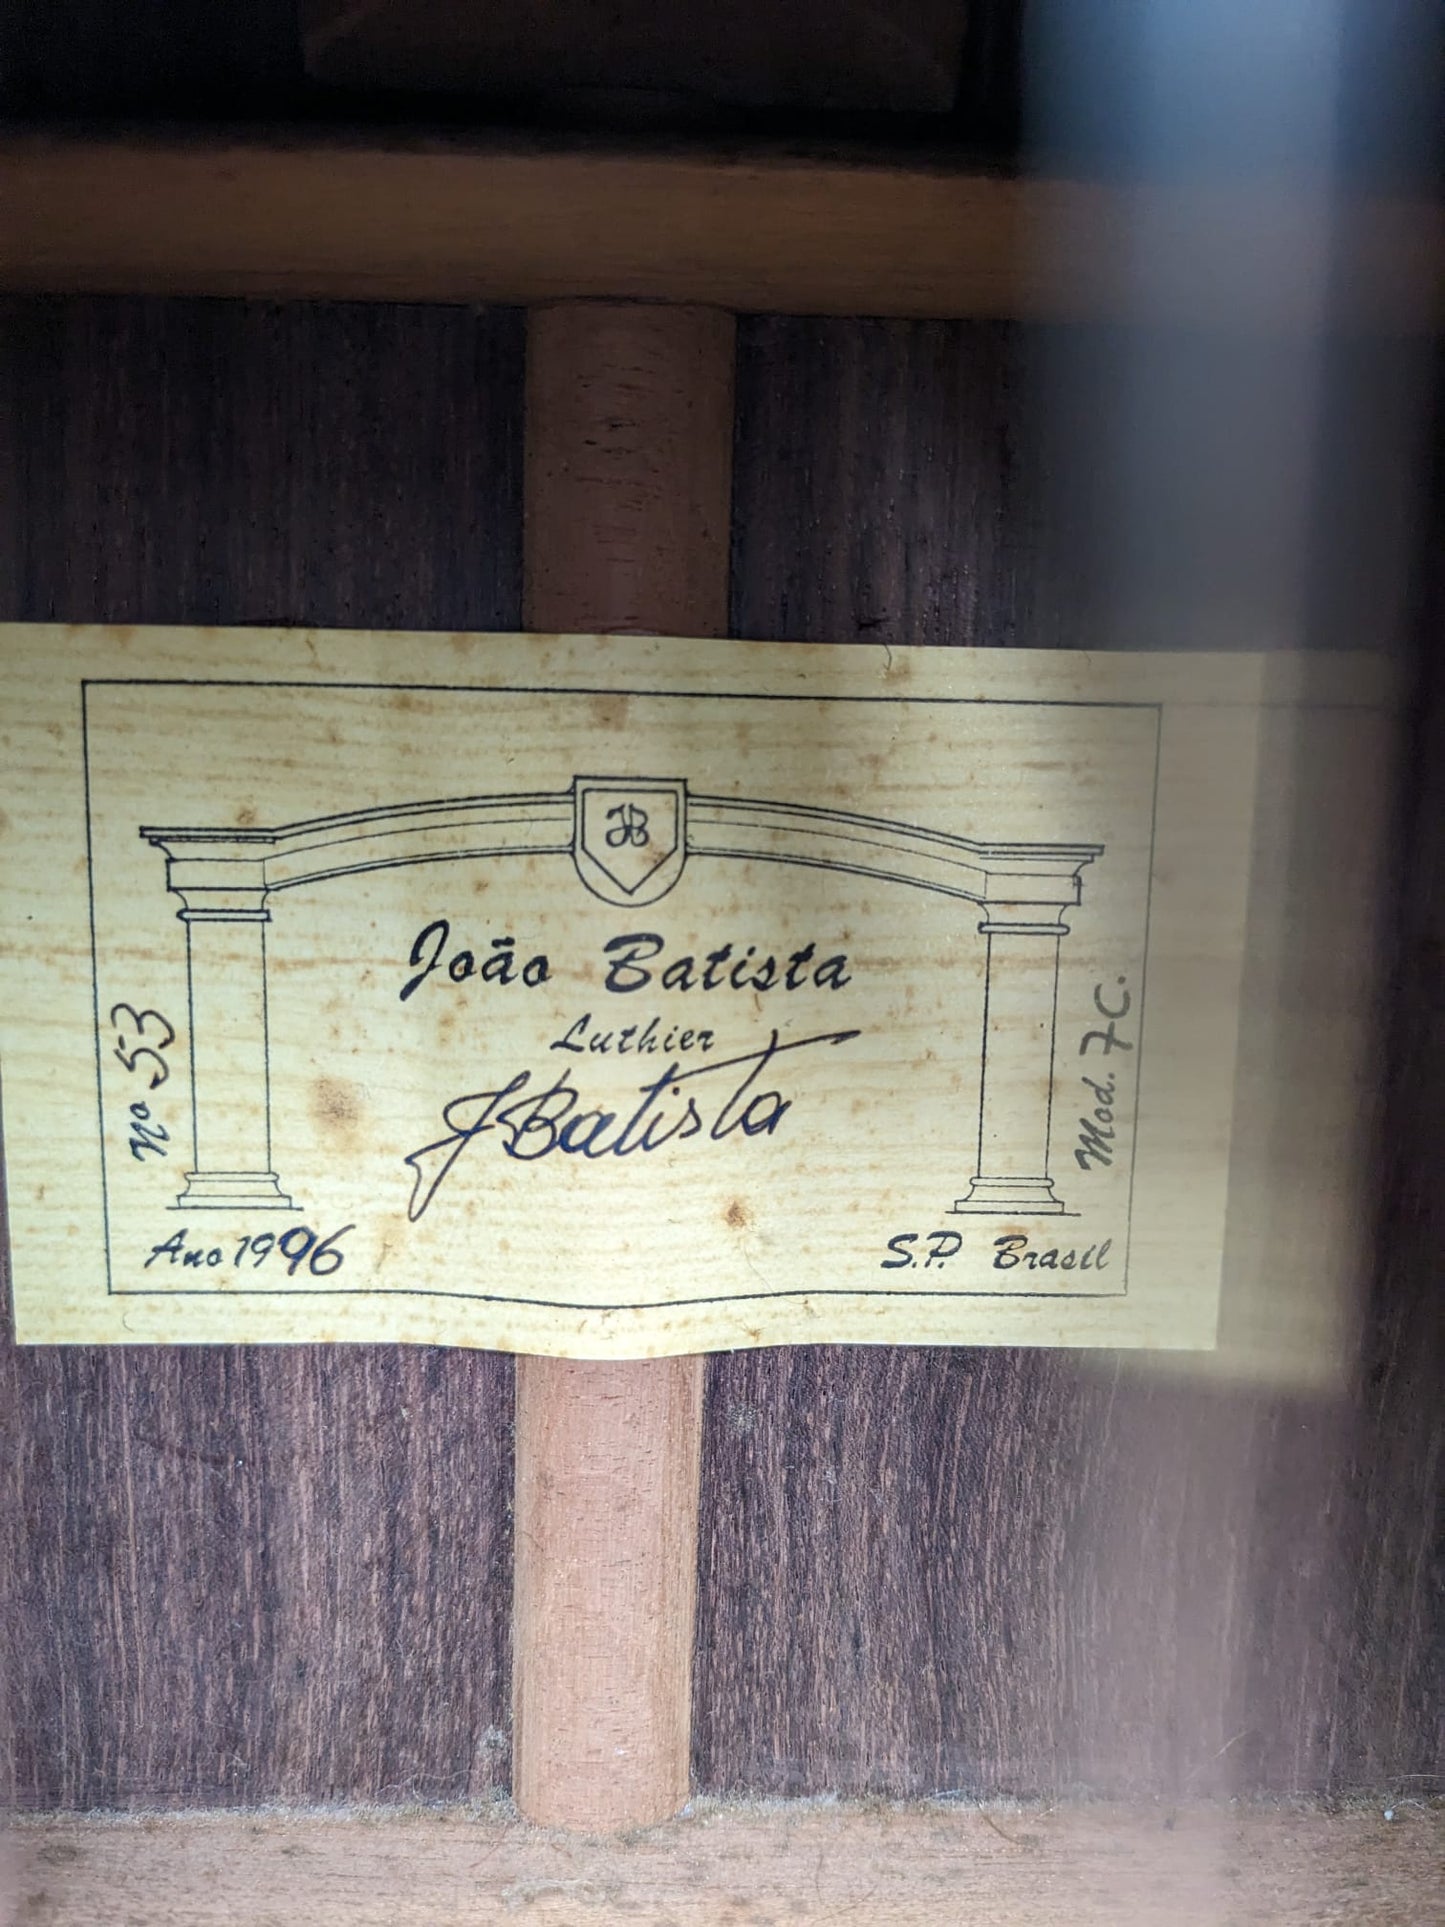 JB
João Batista
Luthier
JBatista
Nº 53
Mod. 7C.
Ano 1996
S.P. Brasil